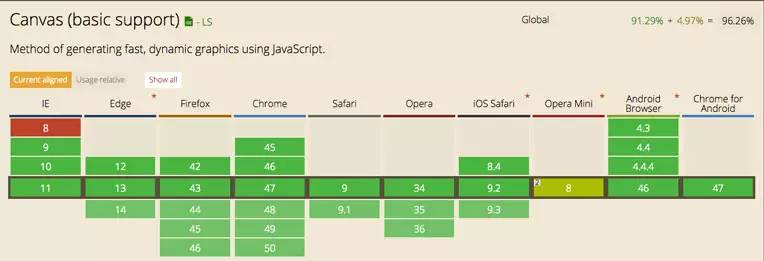 Canvas (basic support) - LS Global 91.29% + 4.97% = 96.26%
Method of generating fast, dynamic graphics using JavaScript.
Current aligned Usage relative Show all
IE Edge * Firefox Chrome Safari Opera iOS Safari * Opera Mini * Android Browser * Chrome for Android
8 4.3
9 45 4.4
10 12 42 46 8.4 4.4.4
11 13 43 47 9 34 9.2 2 8 46 47
14 44 48 9.1 35 9.3
45 49 36
46 50